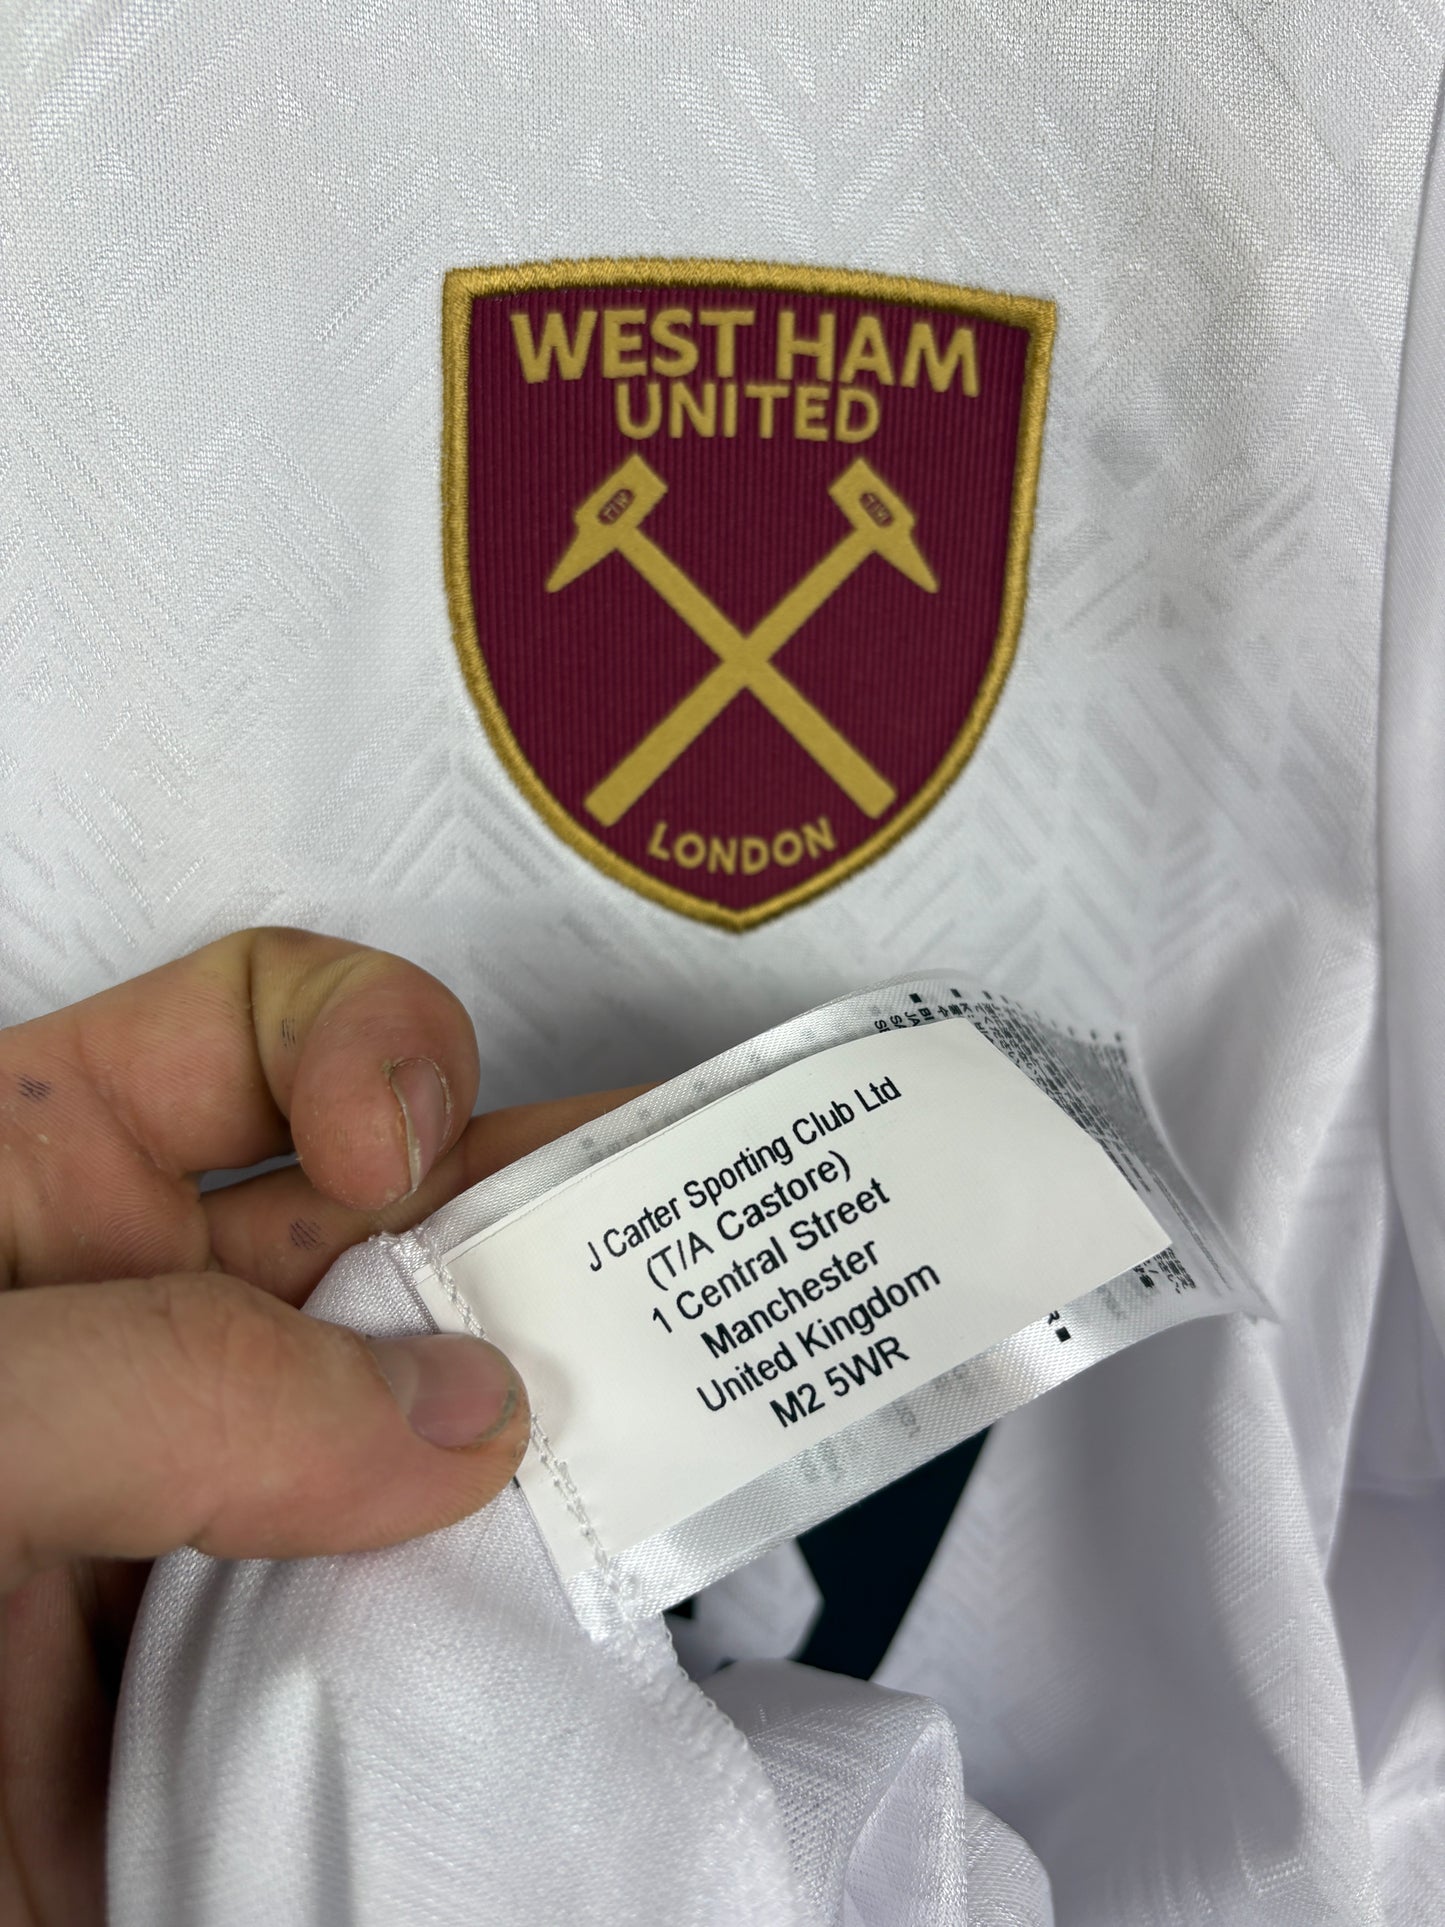 WEST HAM
UNITED
LONDON
J Carter Sporting Club Ltd
(T/A Castore)
1 Central Street
Manchester
United Kingdom
M2 5WR